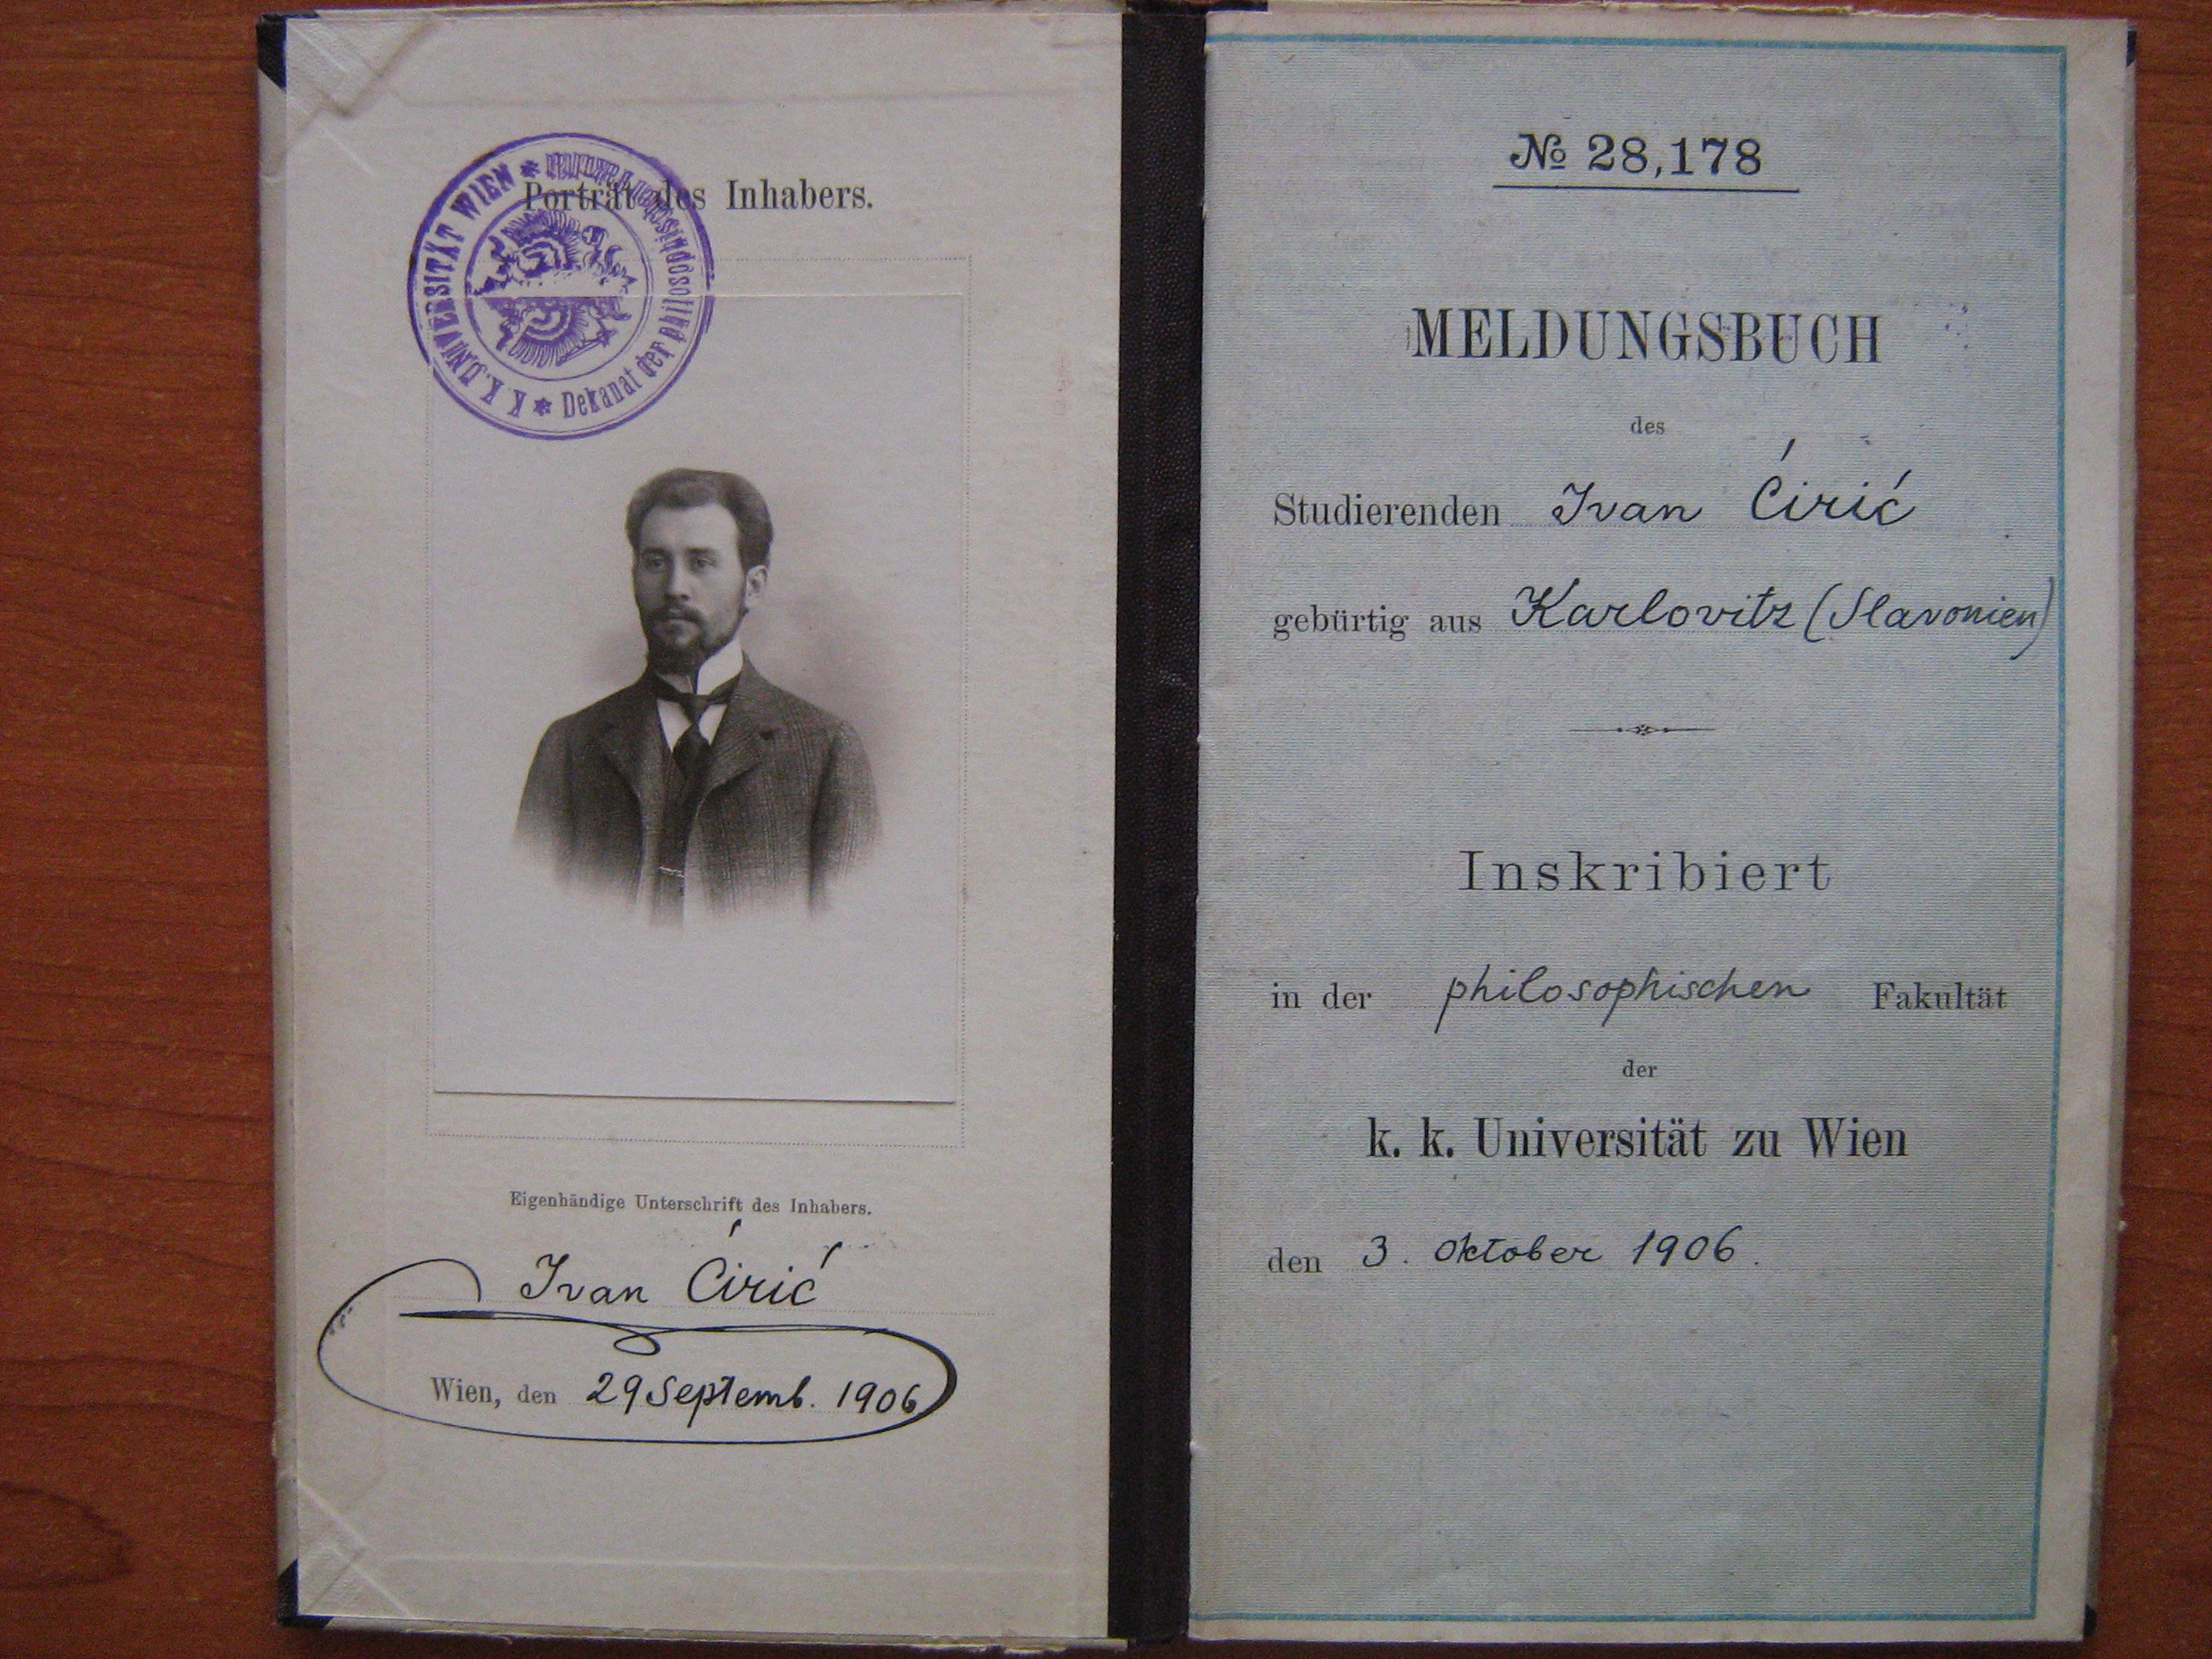 K. K. UNIVERSITÄT WIEN * Dekanat der philosophischen Fakultät *
Porträt des Inhabers.
Eigenhändige Unterschrift des Inhabers.
Ivan Ćirić
Wien, den 29 Septemb. 1906
№ 28,178
MELDUNGSBUCH
des
Studierenden Ivan Ćirić
gebürtig aus Karlovitz (Slavonien)
Inskribiert
in der philosophischen Fakultät
der
k. k. Universität zu Wien
den 3. Oktober 1906.